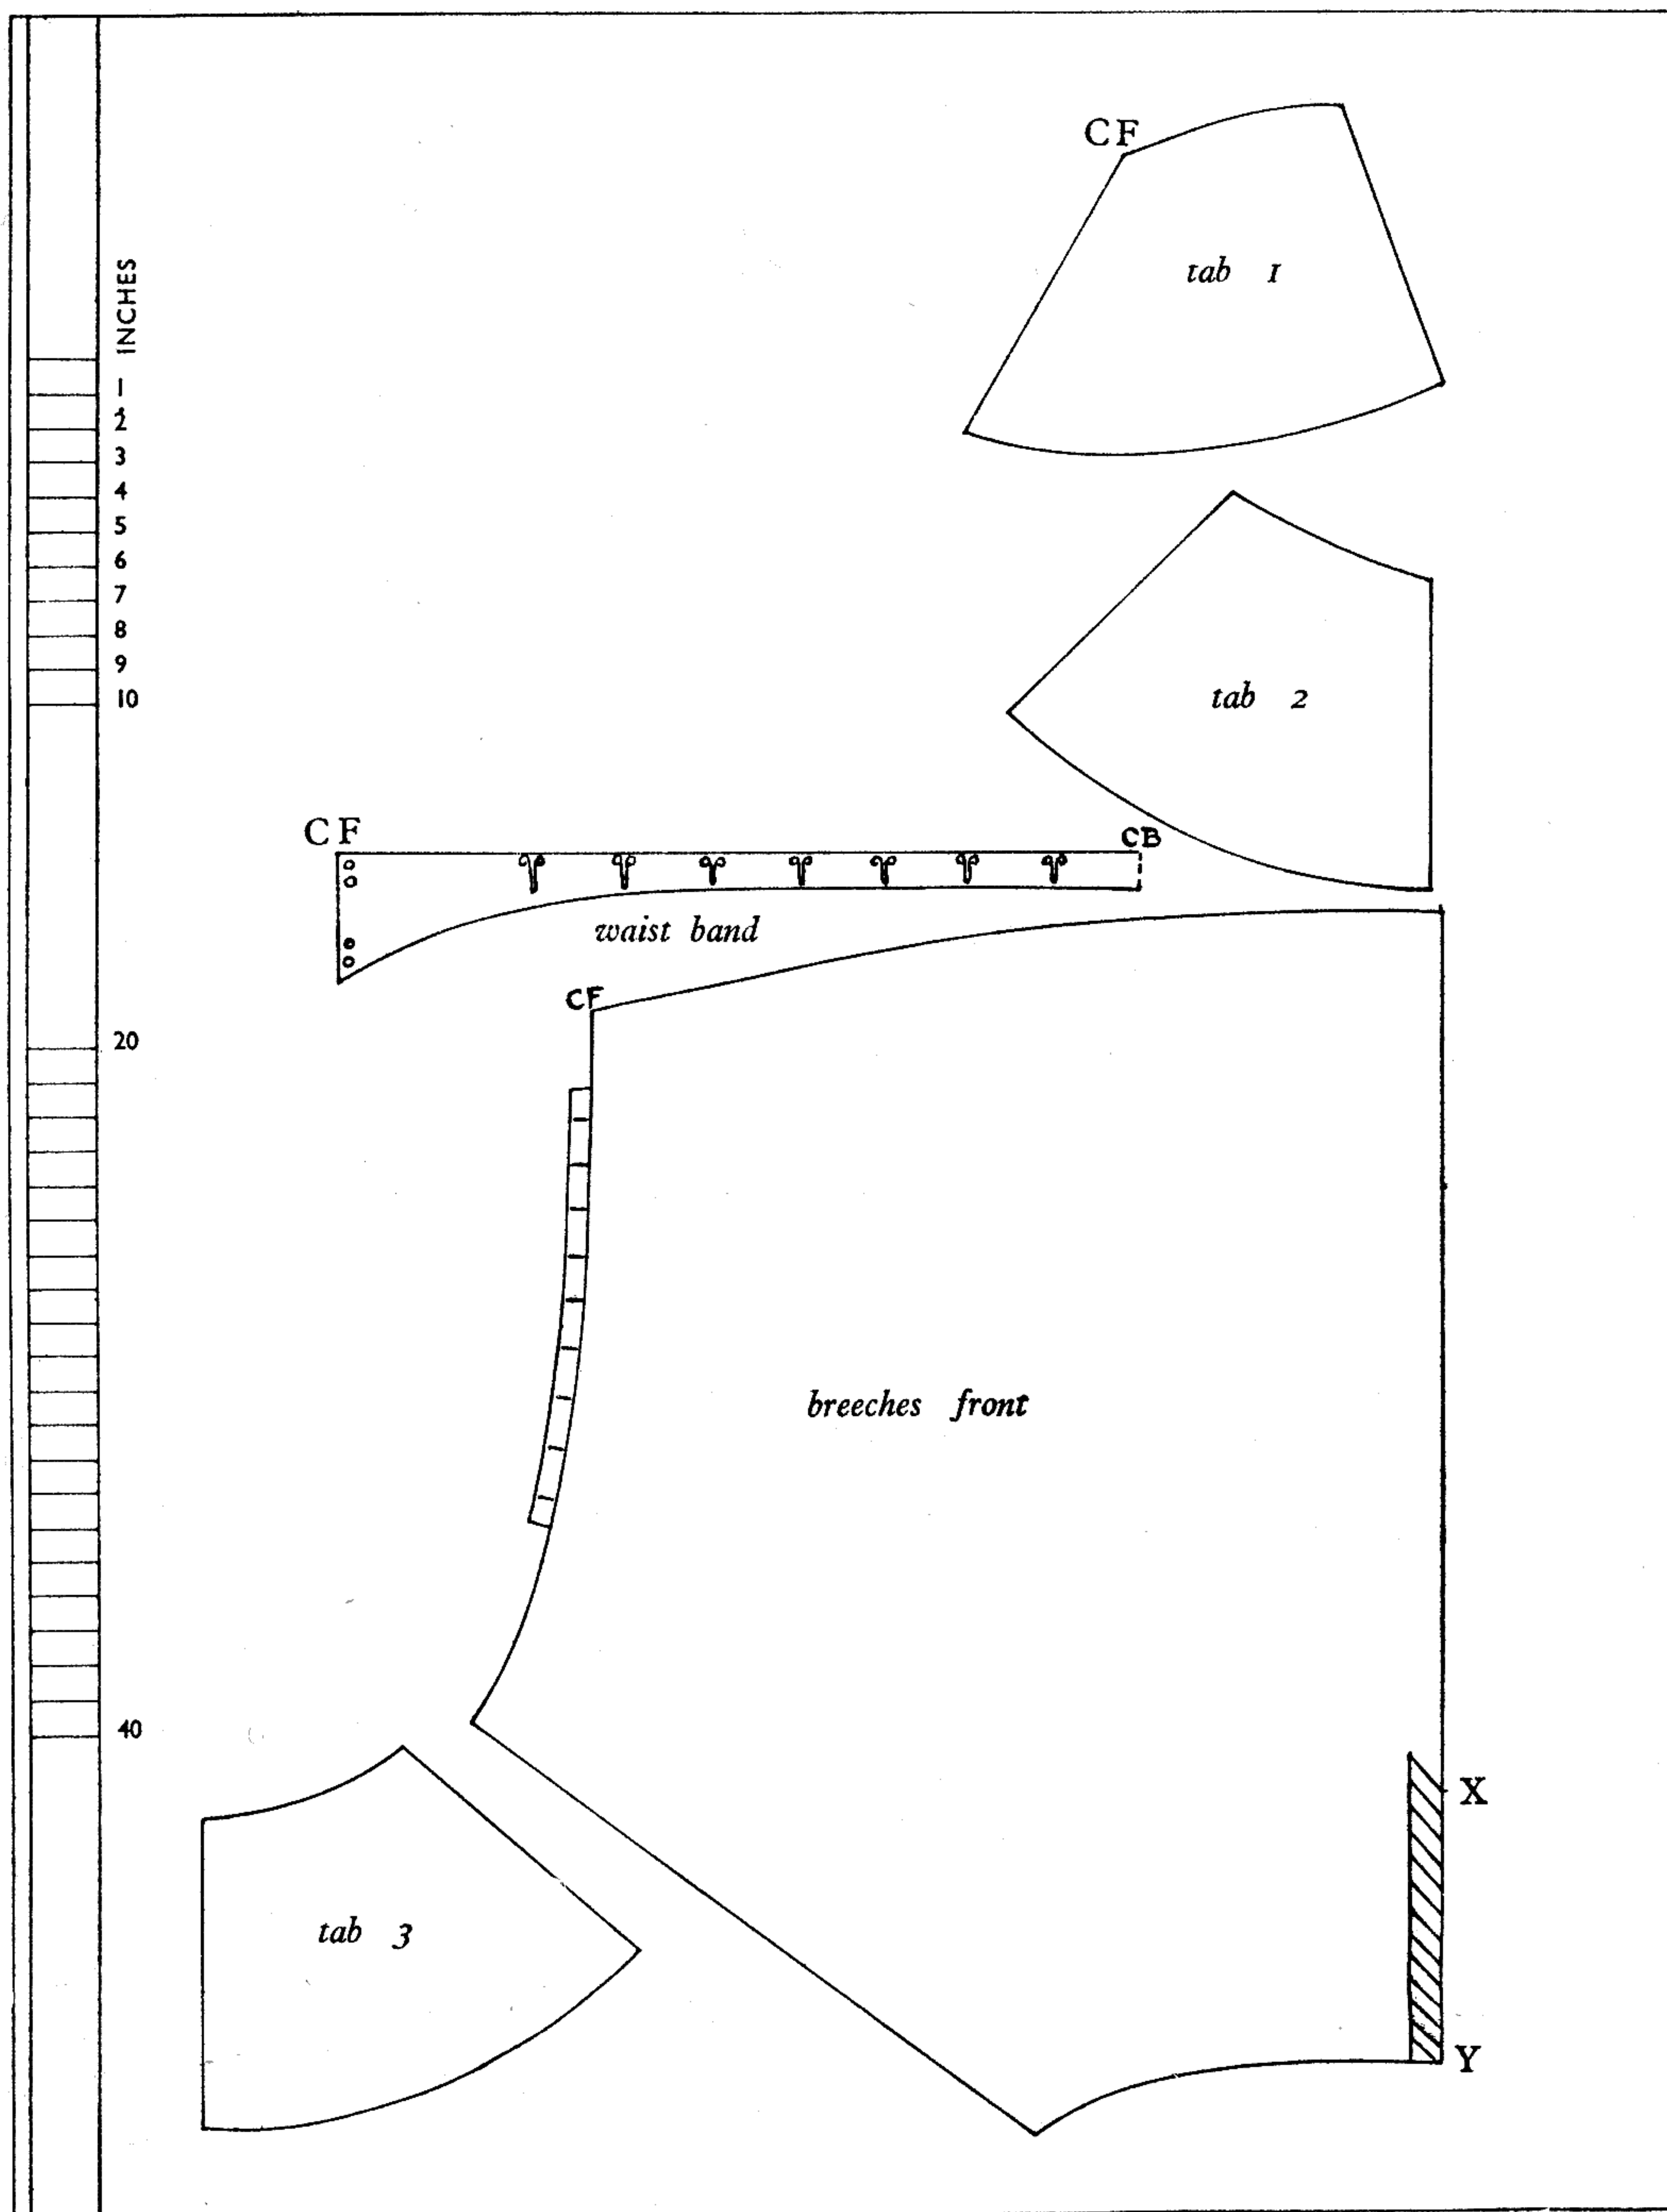 INCHES
1
2
3
4
5
6
7
8
9
10
20
40
CF
tab 1
tab 2
CF
CB
waist band
CF
breeches front
X
tab 3
Y